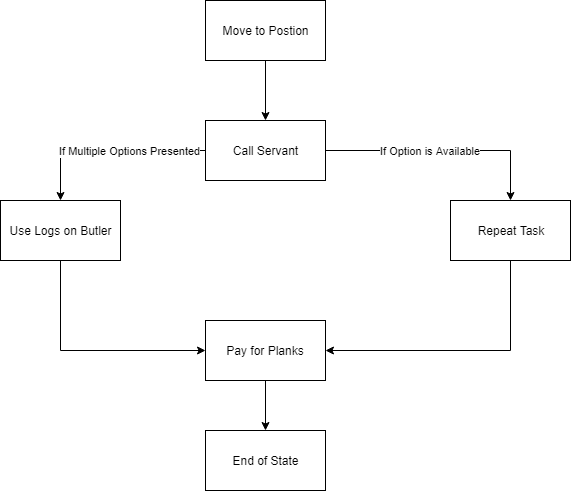 Move to Postion
Call Servant
If Multiple Options Presented
If Option is Available
Use Logs on Butler
Repeat Task
Pay for Planks
End of State